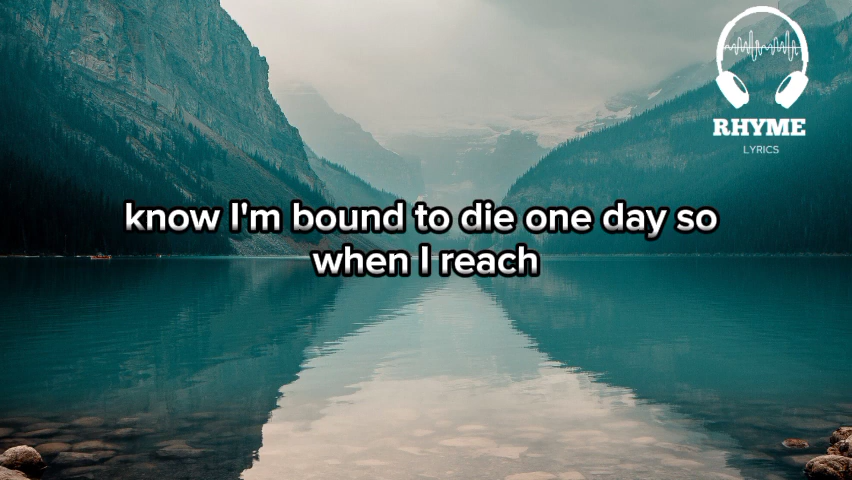 RHYME
LYRICS
know I'm bound to die one day so
when I reach